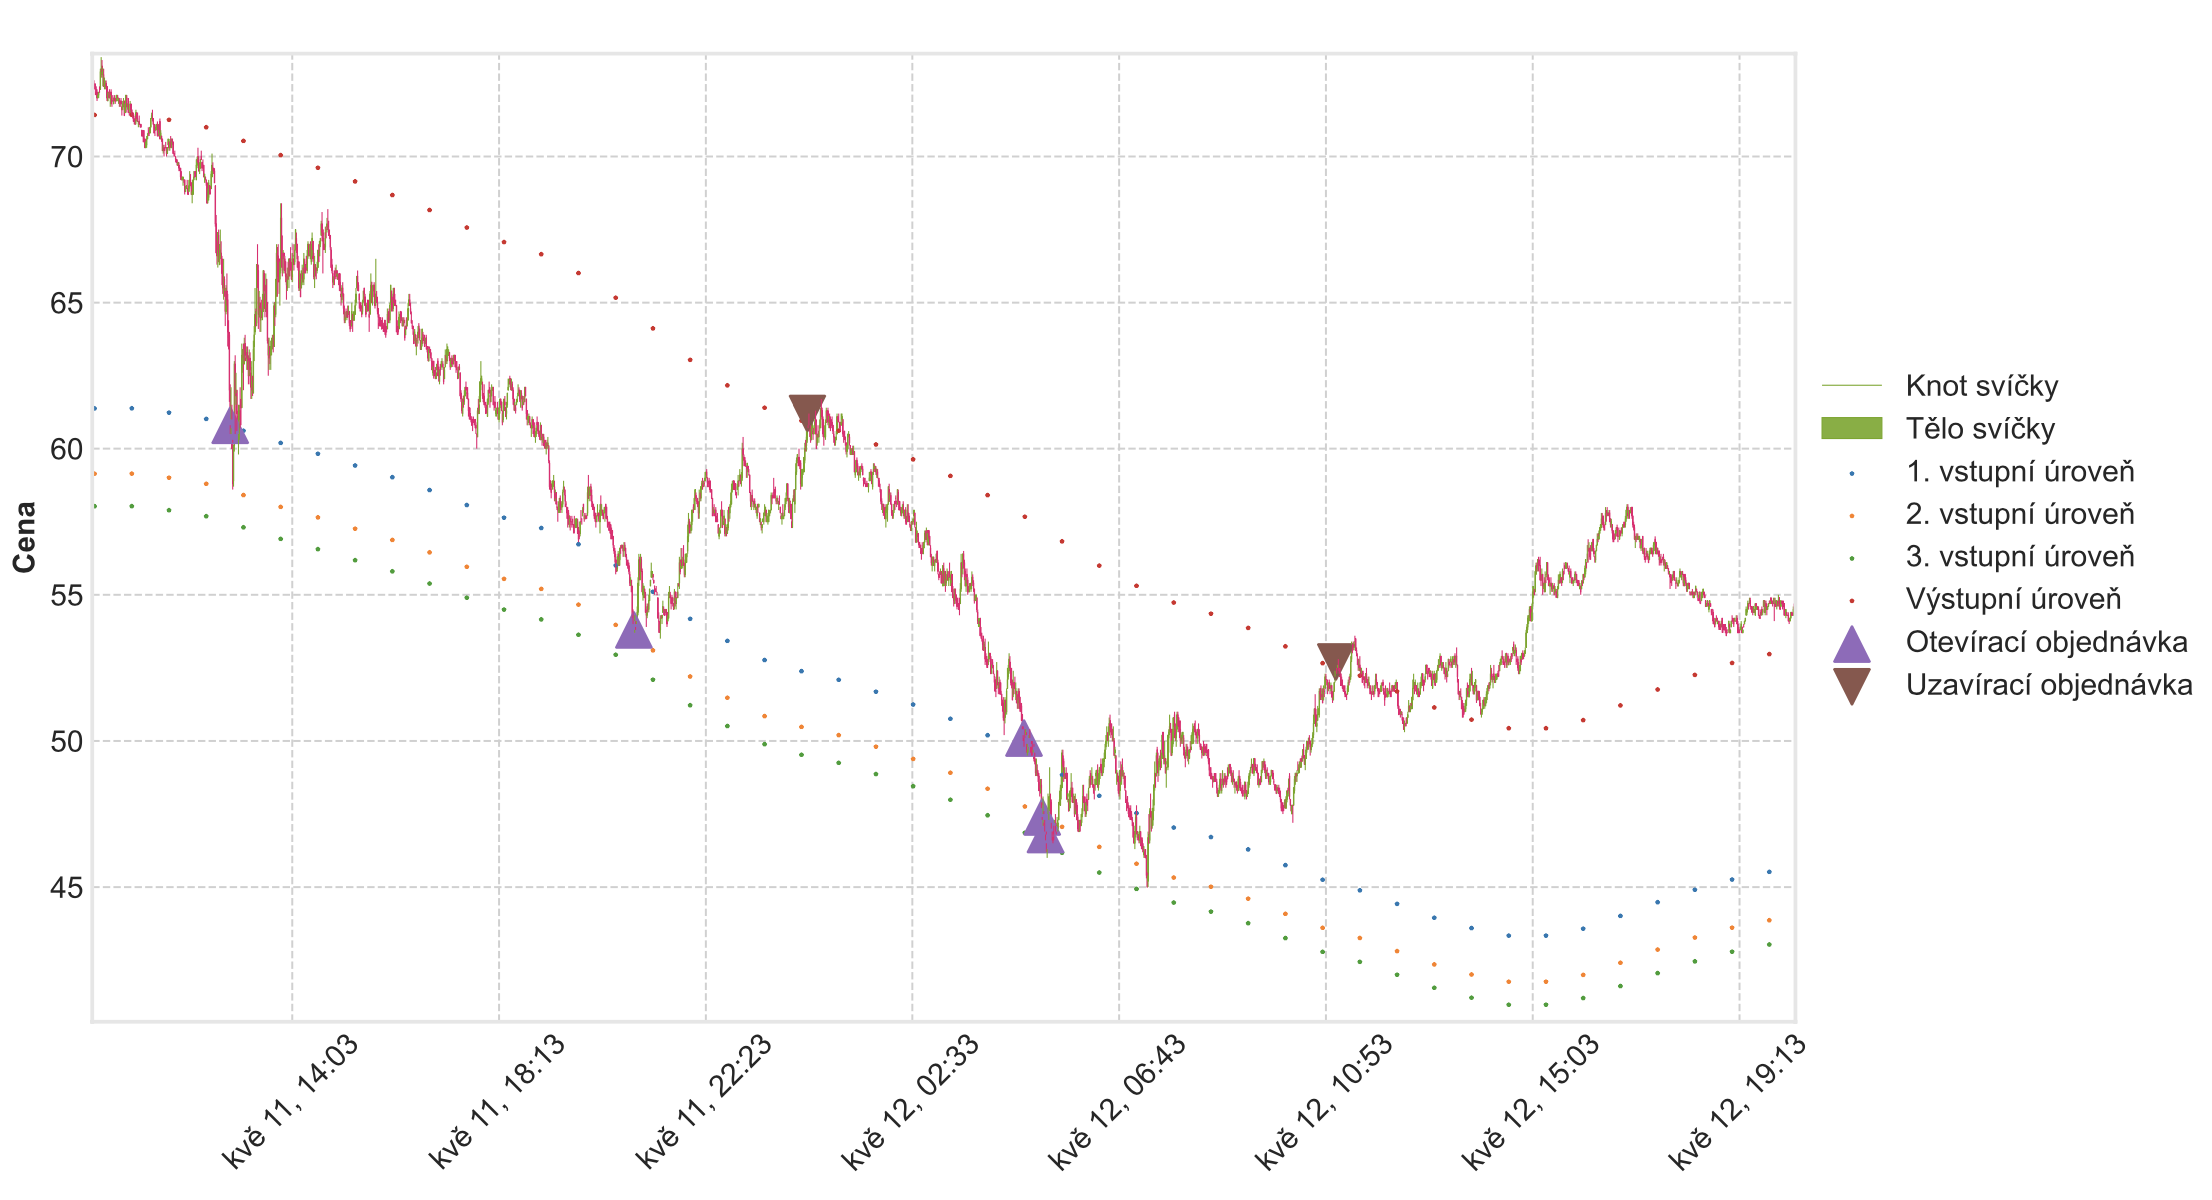 Cena
70
65
60
55
50
45
kvě 11, 14:03
kvě 11, 18:13
kvě 11, 22:23
kvě 12, 02:33
kvě 12, 06:43
kvě 12, 10:53
kvě 12, 15:03
kvě 12, 19:13
Knot svíčky
Tělo svíčky
1. vstupní úroveň
2. vstupní úroveň
3. vstupní úroveň
Výstupní úroveň
Otevírací objednávka
Uzavírací objednávka